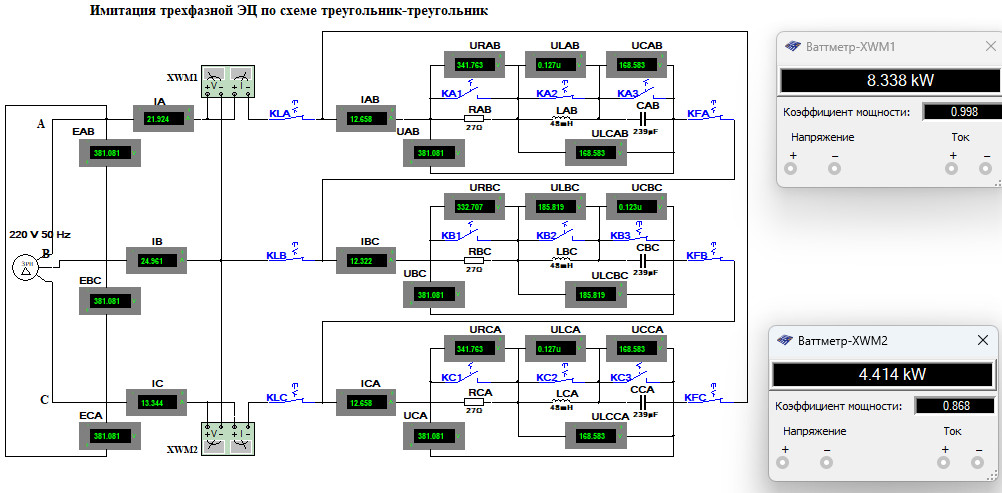 Имитация трехфазной ЭЦ по схеме треугольник-треугольник
XWM1
+V- +I-
IA
21.924
A
EAB
381.081 V
KLA
IAB
12.658
UAB
381.081 V
URAB
341.763 V
ULAB
0.127u V
UCAB
168.583 V
KA1
KA2
KA3
RAB
27Ω
LAB
48mH
CAB
239µF
ULCAB
168.583 V
KFA
220 V 50 Hz
3PH
B
IB
24.961
EBC
381.081 V
KLB
IBC
12.322
UBC
381.081 V
URBC
332.707 V
ULBC
185.819 V
UCBC
0.123u V
KB1
KB2
KB3
RBC
27Ω
LBC
48mH
CBC
239µF
ULCBC
185.819 V
KFB
C
IC
13.344
ECA
381.081 V
+V- +I-
XWM2
KLC
ICA
12.658
UCA
381.081 V
URCA
341.763 V
ULCA
0.127u V
UCCA
168.583 V
KC1
KC2
KC3
RCA
27Ω
LCA
48mH
CCA
239µF
ULCCA
168.583 V
KFC
Ваттметр-XWM1
8.338 kW
Коэффициент мощности: 0.998
Напряжение Ток
+ - + -
Ваттметр-XWM2
4.414 kW
Коэффициент мощности: 0.868
Напряжение Ток
+ - + -